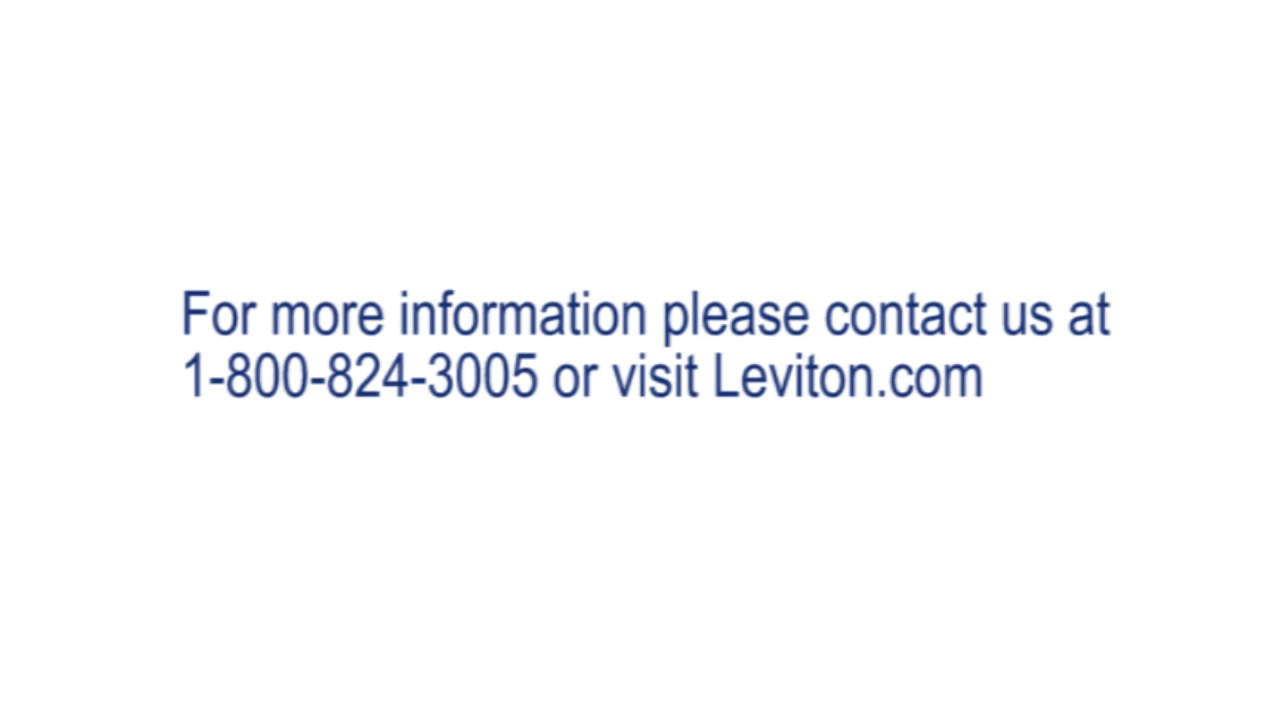 For more information please contact us at
1-800-824-3005 or visit Leviton.com